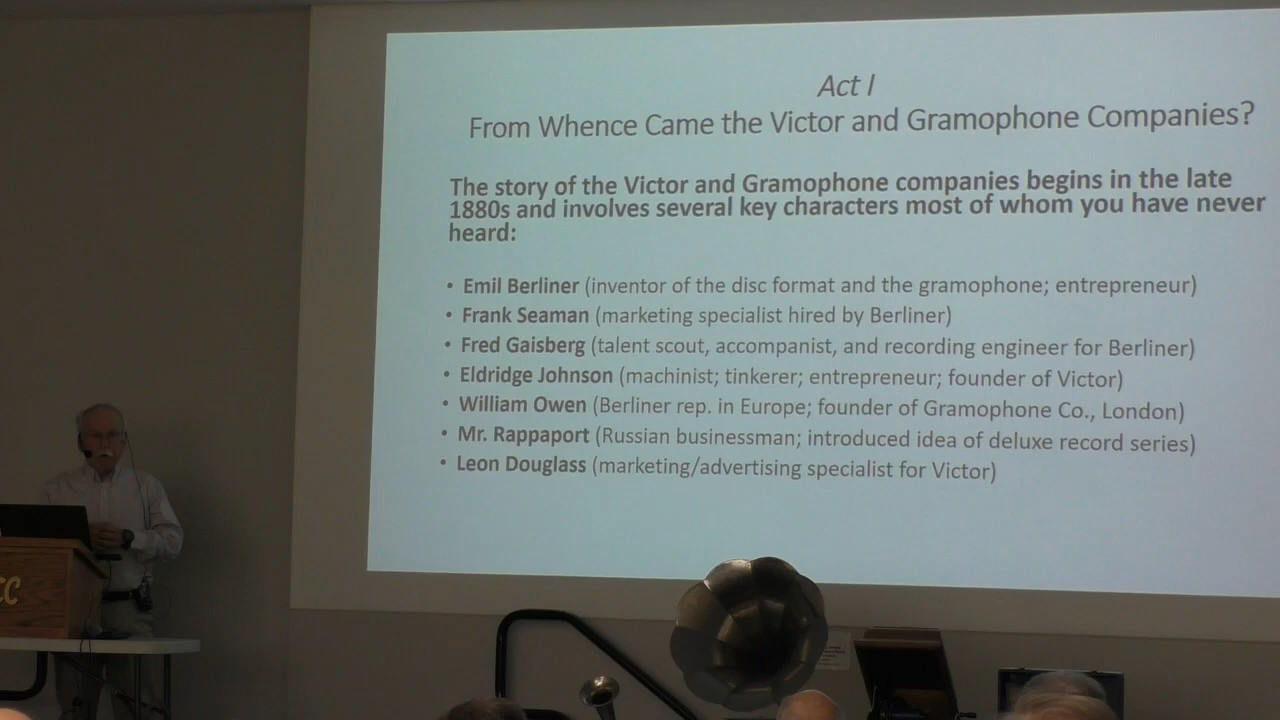 Act I
From Whence Came the Victor and Gramophone Companies?
The story of the Victor and Gramophone companies begins in the late
1880s and involves several key characters most of whom you have never
heard:
• Emil Berliner (inventor of the disc format and the gramophone; entrepreneur)
• Frank Seaman (marketing specialist hired by Berliner)
• Fred Gaisberg (talent scout, accompanist, and recording engineer for Berliner)
• Eldridge Johnson (machinist; tinkerer; entrepreneur; founder of Victor)
• William Owen (Berliner rep. in Europe; founder of Gramophone Co., London)
• Mr. Rappaport (Russian businessman; introduced idea of deluxe record series)
• Leon Douglass (marketing/advertising specialist for Victor)